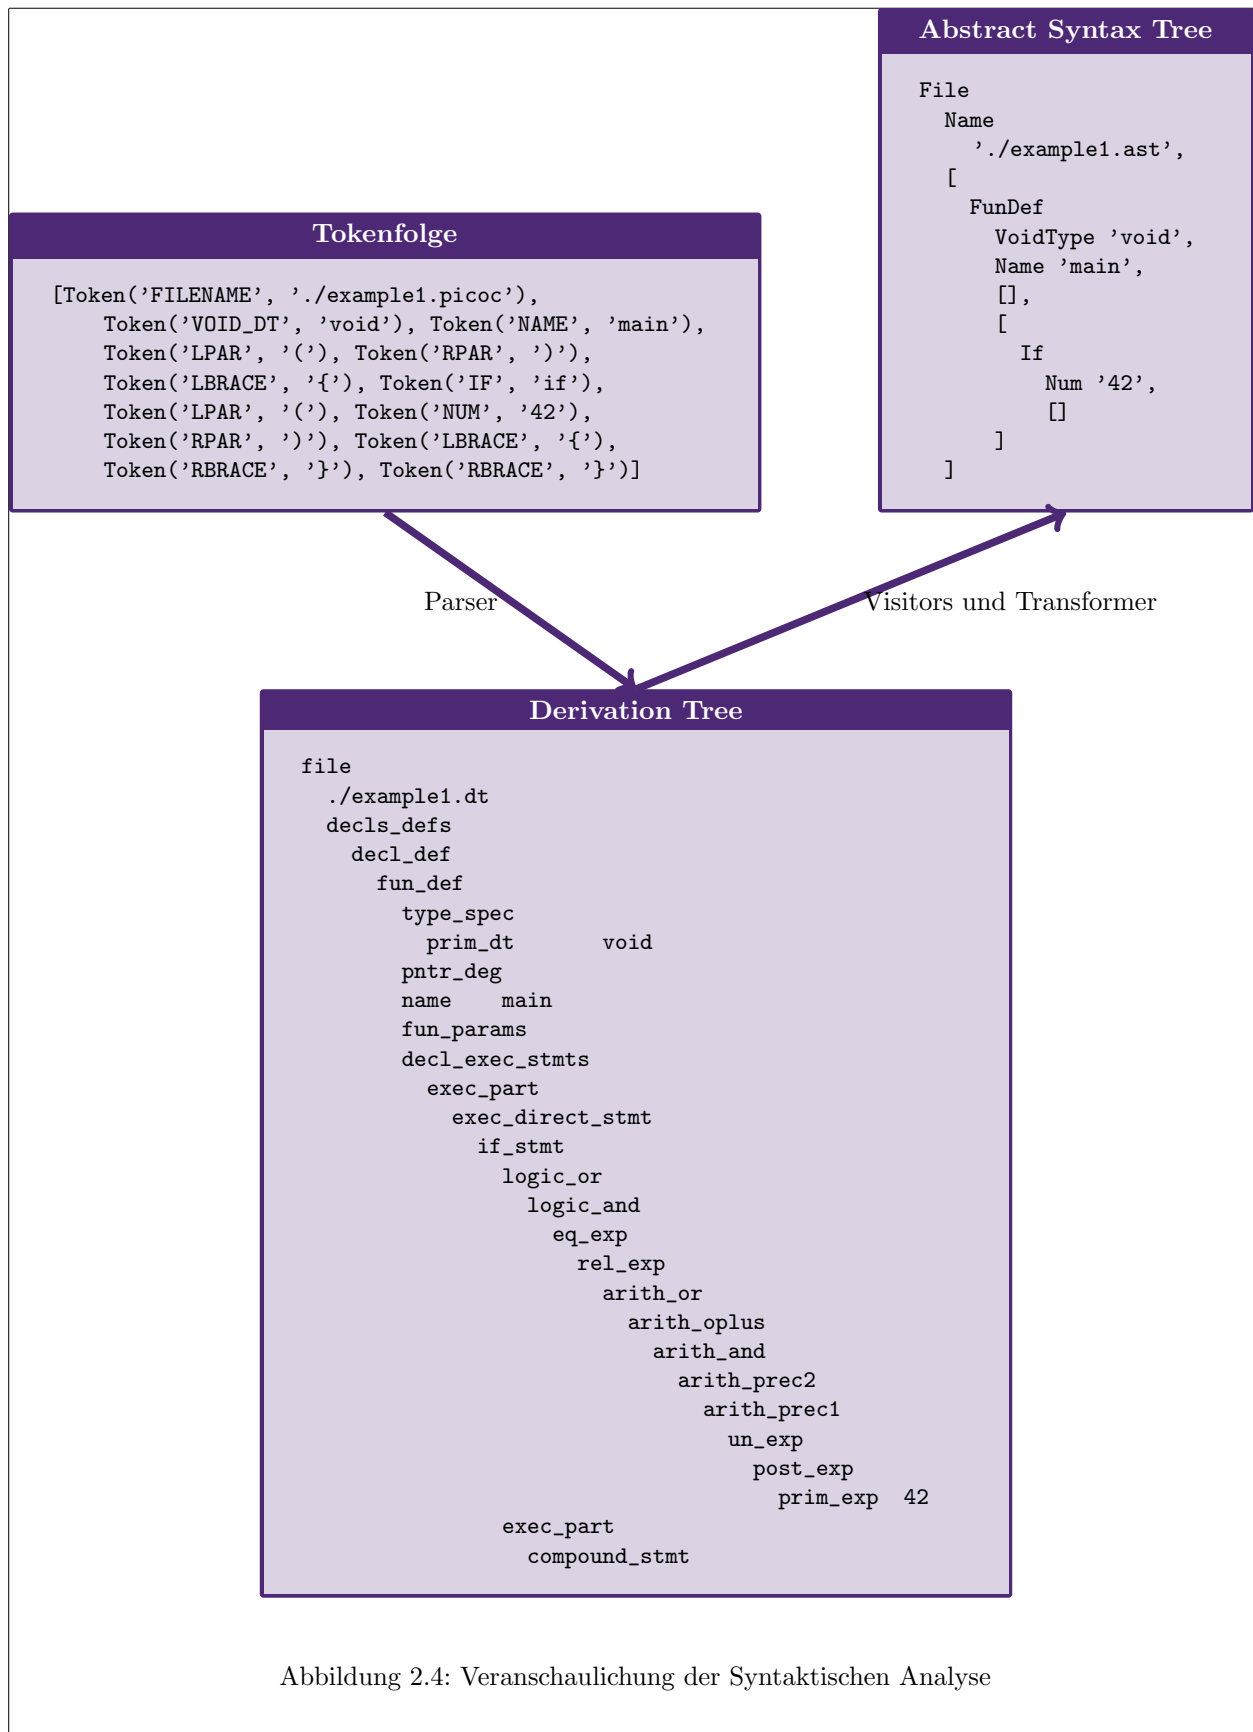 Abstract Syntax Tree
File
  Name
    './example1.ast',
  [
    FunDef
      VoidType 'void',
      Name 'main',
      [],
      [
        If
          Num '42',
          []
      ]
  ]
Tokenfolge
[Token('FILENAME', './example1.picoc'),
    Token('VOID_DT', 'void'), Token('NAME', 'main'),
    Token('LPAR', '('), Token('RPAR', ')'),
    Token('LBRACE', '{'), Token('IF', 'if'),
    Token('LPAR', '('), Token('NUM', '42'),
    Token('RPAR', ')'), Token('LBRACE', '{'),
    Token('RBRACE', '}'), Token('RBRACE', '}')]
Parser
Visitors und Transformer
Derivation Tree
file
  ./example1.dt
  decls_defs
    decl_def
      fun_def
        type_spec
          prim_dt       void
        pntr_deg
        name    main
        fun_params
        decl_exec_stmts
          exec_part
            exec_direct_stmt
              if_stmt
                logic_or
                  logic_and
                    eq_exp
                      rel_exp
                        arith_or
                          arith_oplus
                            arith_and
                              arith_prec2
                                arith_prec1
                                  un_exp
                                    post_exp
                                      prim_exp  42
                exec_part
                  compound_stmt
Abbildung 2.4: Veranschaulichung der Syntaktischen Analyse